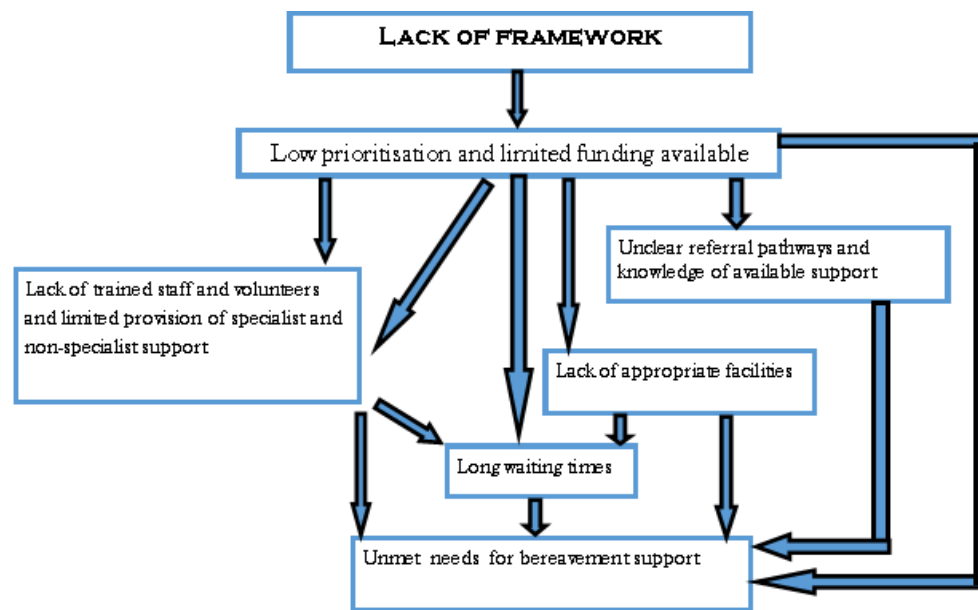 LACK OF FRAMEWORK
Low prioritisation and limited funding available
Unclear referral pathways and
knowledge of available support
Lack of trained staff and volunteers
and limited provision of specialist and
non-specialist support
Lack of appropriate facilities
Long waiting times
Unmet needs for bereavement support